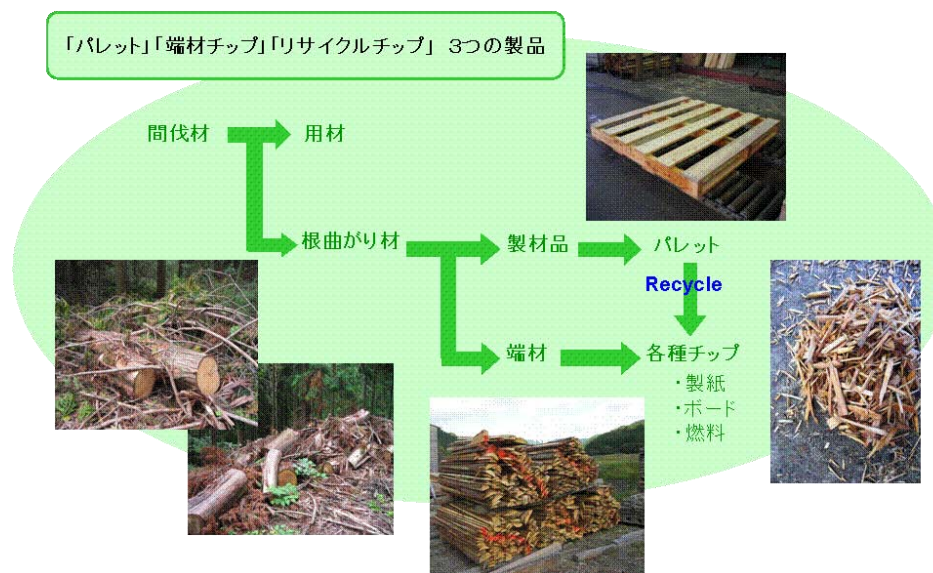 「パレット」「端材チップ」「リサイクルチップ」 3つの製品
間伐材
用材
根曲がり材
製材品
パレット
Recycle
端材
各種チップ
・製紙
・ボード
・燃料